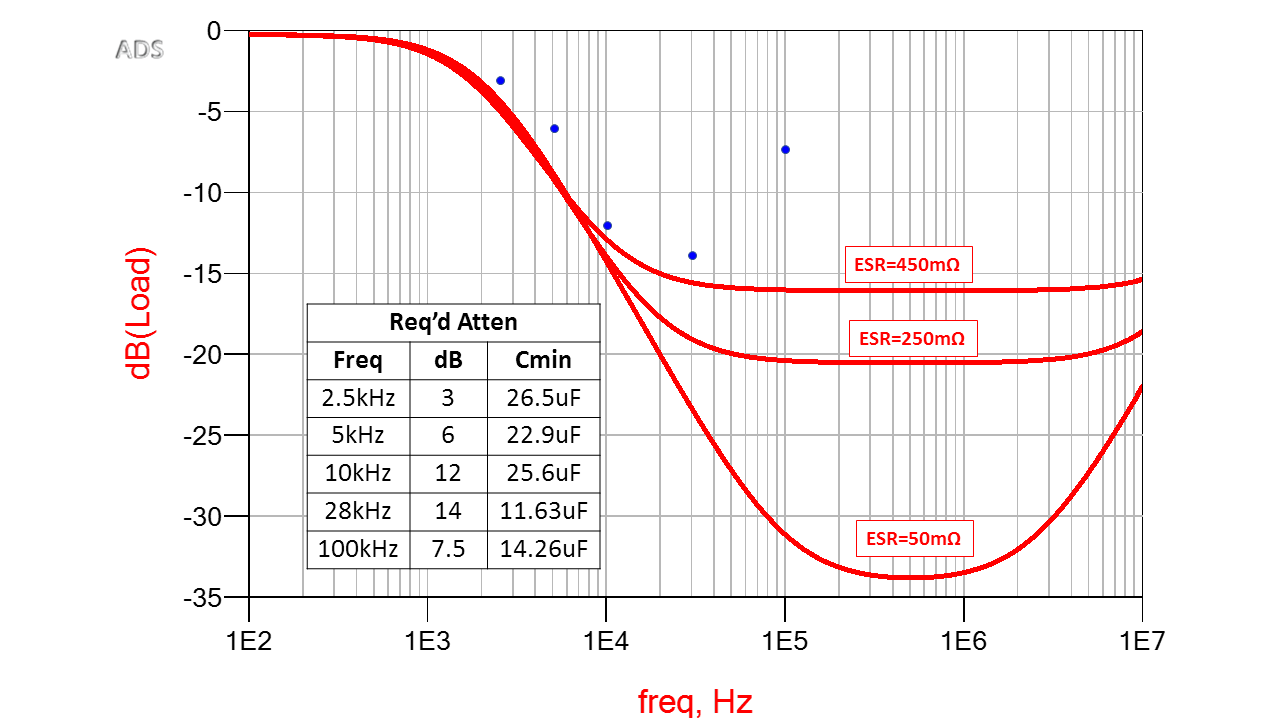 ADS
0
-5
-10
-15
-20
-25
-30
-35
dB(Load)
ESR=450mΩ
ESR=250mΩ
ESR=50mΩ
Req’d Atten
Freq dB Cmin
2.5kHz 3 26.5uF
5kHz 6 22.9uF
10kHz 12 25.6uF
28kHz 14 11.63uF
100kHz 7.5 14.26uF
1E2 1E3 1E4 1E5 1E6 1E7
freq, Hz